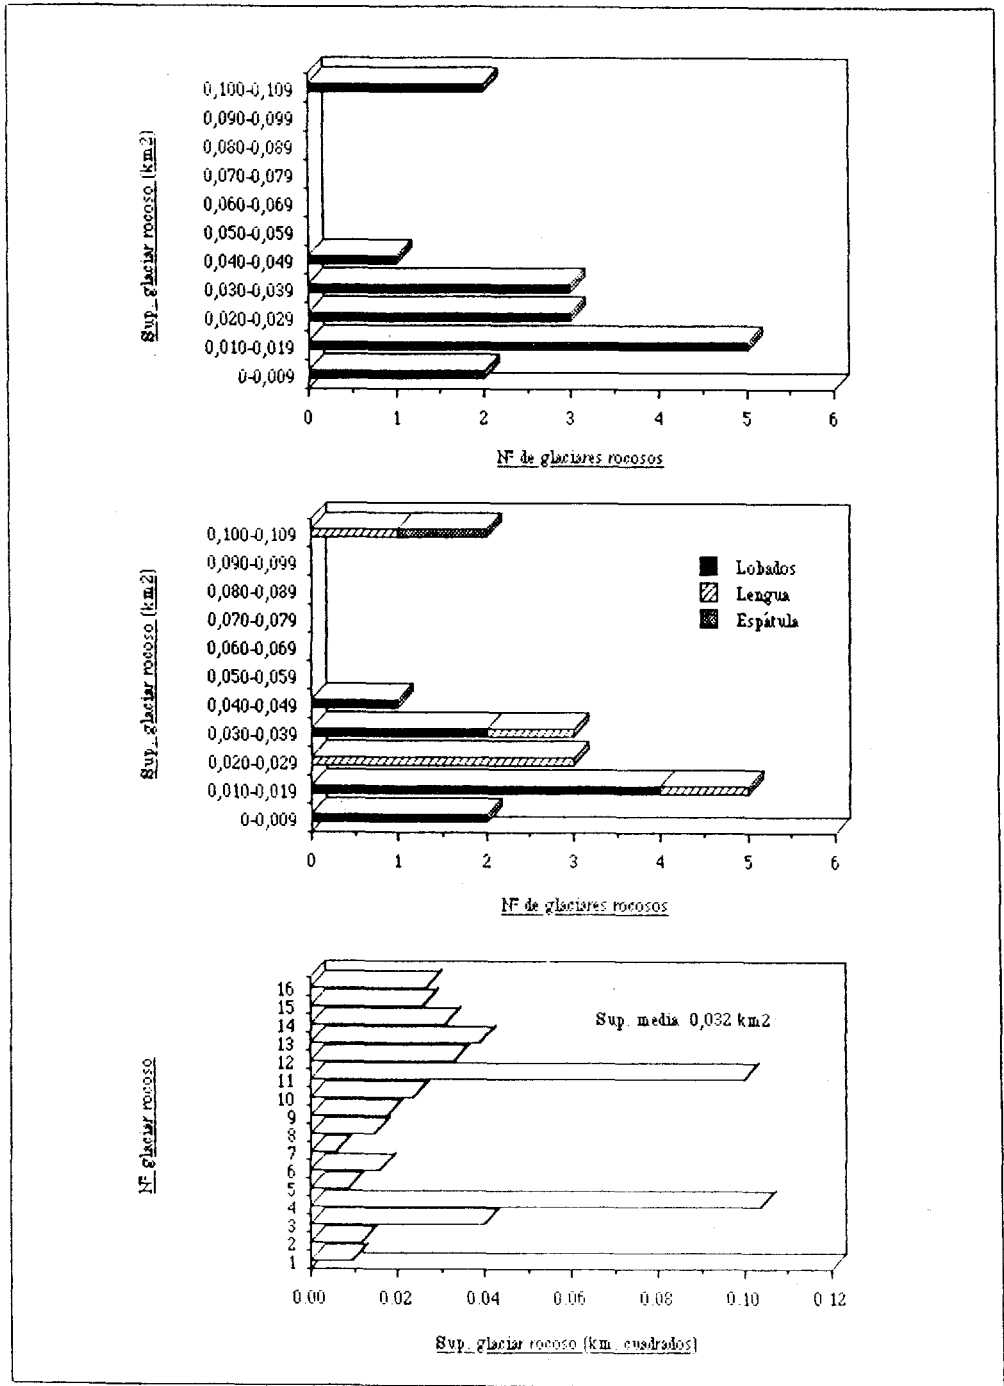 0,100-0,109
0,090-0,099
0,080-0,089
0,070-0,079
0,060-0,069
0,050-0,059
0,040-0,049
0,030-0,039
0,020-0,029
0,010-0,019
0-0,009
Sup. glaciar rocoso (km2)
0 1 2 3 4 5 6
Nº de glaciares rocosos
0,100-0,109
0,090-0,099
0,080-0,089
0,070-0,079
0,060-0,069
0,050-0,059
0,040-0,049
0,030-0,039
0,020-0,029
0,010-0,019
0-0,009
Sup. glaciar rocoso (km2)
Lobados
Lengua
Espátula
0 1 2 3 4 5 6
Nº de glaciares rocosos
16
15
14
13
12
11
10
9
8
7
6
5
4
3
2
1
Nº glaciar rocoso
Sup. media 0,032 km2
0.00 0.02 0.04 0.06 0.08 0.10 0.12
Sup. glaciar rocoso (km. cuadrados)